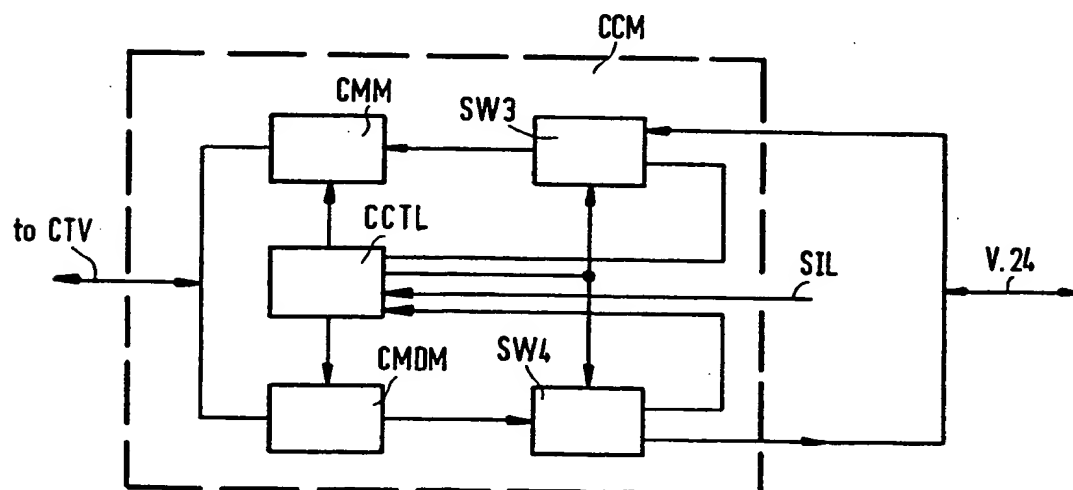 CCM
CMM
SW3
to CTV
CCTL
SIL
V.24
CMDM
SW4